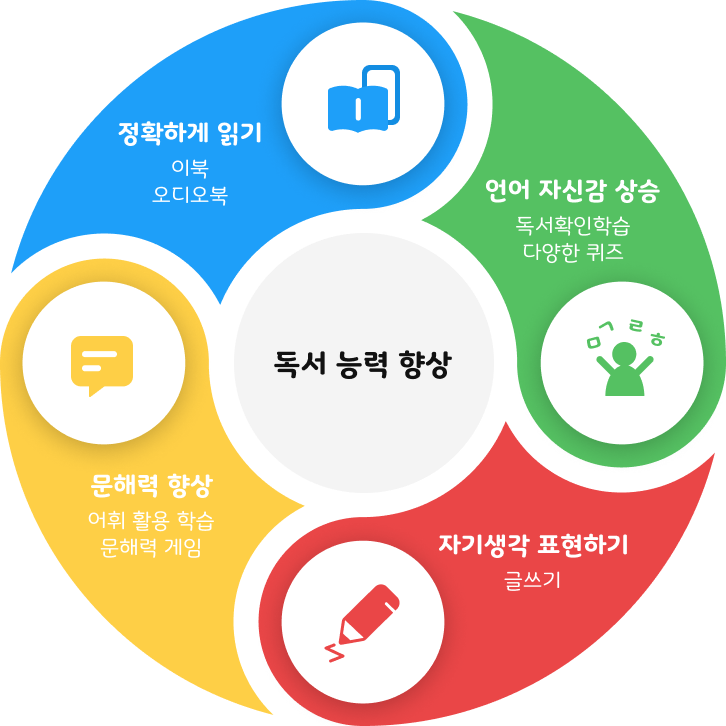 정확하게 읽기
이북
오디오북
언어 자신감 상승
독서확인학습
다양한 퀴즈
ㅁㄱㄹㅎ
독서 능력 향상
문해력 향상
어휘 활용 학습
문해력 게임
자기생각 표현하기
글쓰기